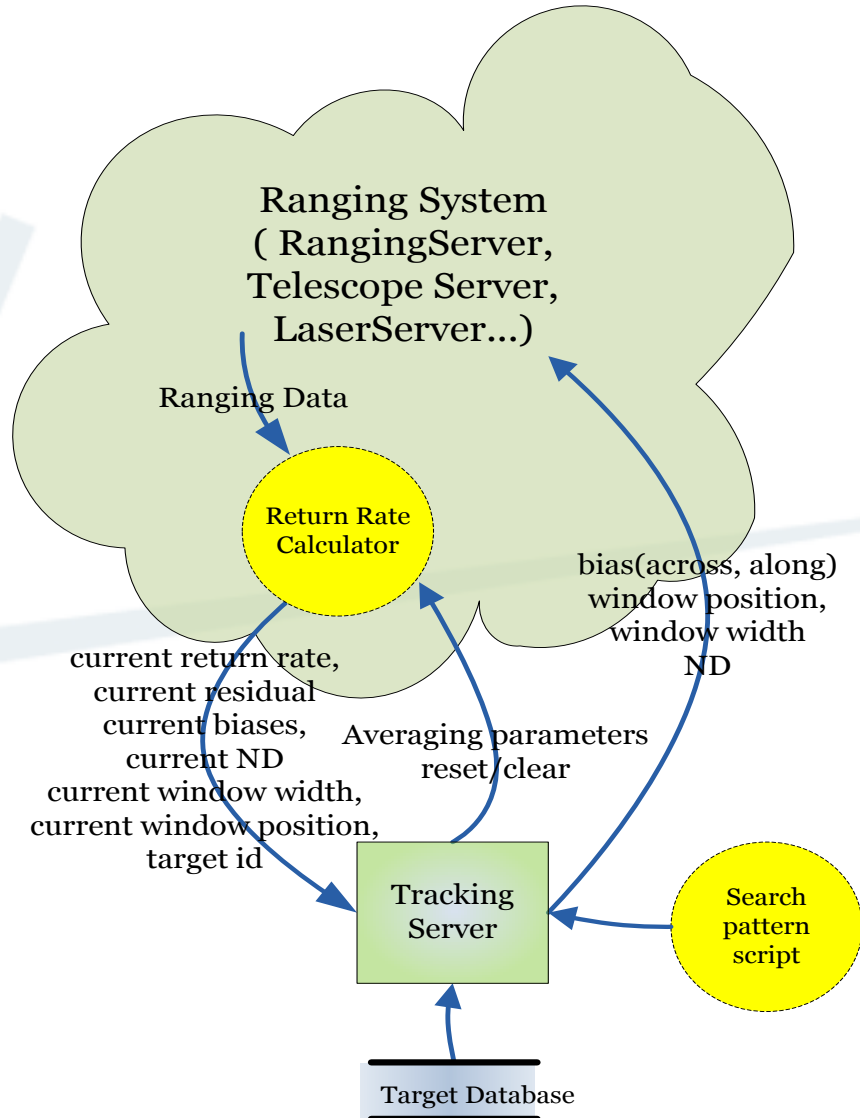 Ranging System
( RangingServer,
Telescope Server,
LaserServer...)
Ranging Data
Return Rate
Calculator
bias(across, along)
window position,
window width
ND
current return rate,
current residual
current biases,
current ND
current window width,
current window position,
target id
Averaging parameters
reset/clear
Tracking
Server
Search
pattern
script
Target Database